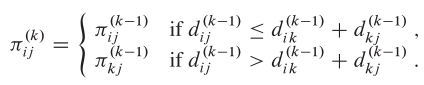 π_{ij}^{(k)} = { π_{ij}^{(k−1)} if d_{ij}^{(k−1)} ≤ d_{ik}^{(k−1)} + d_{kj}^{(k−1)} ,
π_{kj}^{(k−1)} if d_{ij}^{(k−1)} > d_{ik}^{(k−1)} + d_{kj}^{(k−1)} .